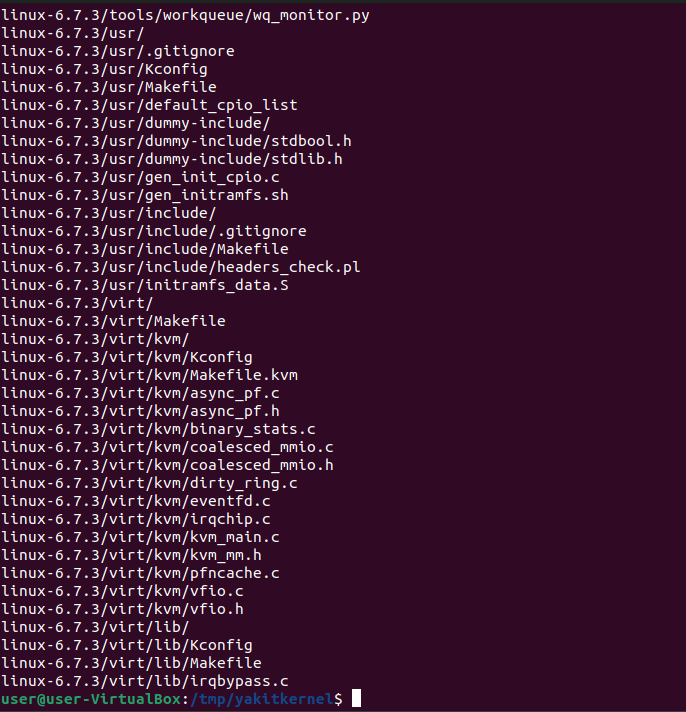 linux-6.7.3/tools/workqueue/wq_monitor.py
linux-6.7.3/usr/
linux-6.7.3/usr/.gitignore
linux-6.7.3/usr/Kconfig
linux-6.7.3/usr/Makefile
linux-6.7.3/usr/default_cpio_list
linux-6.7.3/usr/dummy-include/
linux-6.7.3/usr/dummy-include/stdbool.h
linux-6.7.3/usr/dummy-include/stdlib.h
linux-6.7.3/usr/gen_init_cpio.c
linux-6.7.3/usr/gen_initramfs.sh
linux-6.7.3/usr/include/
linux-6.7.3/usr/include/.gitignore
linux-6.7.3/usr/include/Makefile
linux-6.7.3/usr/include/headers_check.pl
linux-6.7.3/usr/initramfs_data.S
linux-6.7.3/virt/
linux-6.7.3/virt/Makefile
linux-6.7.3/virt/kvm/
linux-6.7.3/virt/kvm/Kconfig
linux-6.7.3/virt/kvm/Makefile.kvm
linux-6.7.3/virt/kvm/async_pf.c
linux-6.7.3/virt/kvm/async_pf.h
linux-6.7.3/virt/kvm/binary_stats.c
linux-6.7.3/virt/kvm/coalesced_mmio.c
linux-6.7.3/virt/kvm/coalesced_mmio.h
linux-6.7.3/virt/kvm/dirty_ring.c
linux-6.7.3/virt/kvm/eventfd.c
linux-6.7.3/virt/kvm/irqchip.c
linux-6.7.3/virt/kvm/kvm_main.c
linux-6.7.3/virt/kvm/kvm_mm.h
linux-6.7.3/virt/kvm/pfncache.c
linux-6.7.3/virt/kvm/vfio.c
linux-6.7.3/virt/kvm/vfio.h
linux-6.7.3/virt/lib/
linux-6.7.3/virt/lib/Kconfig
linux-6.7.3/virt/lib/Makefile
linux-6.7.3/virt/lib/irqbypass.c
user@user-VirtualBox:/tmp/yakitkernel$